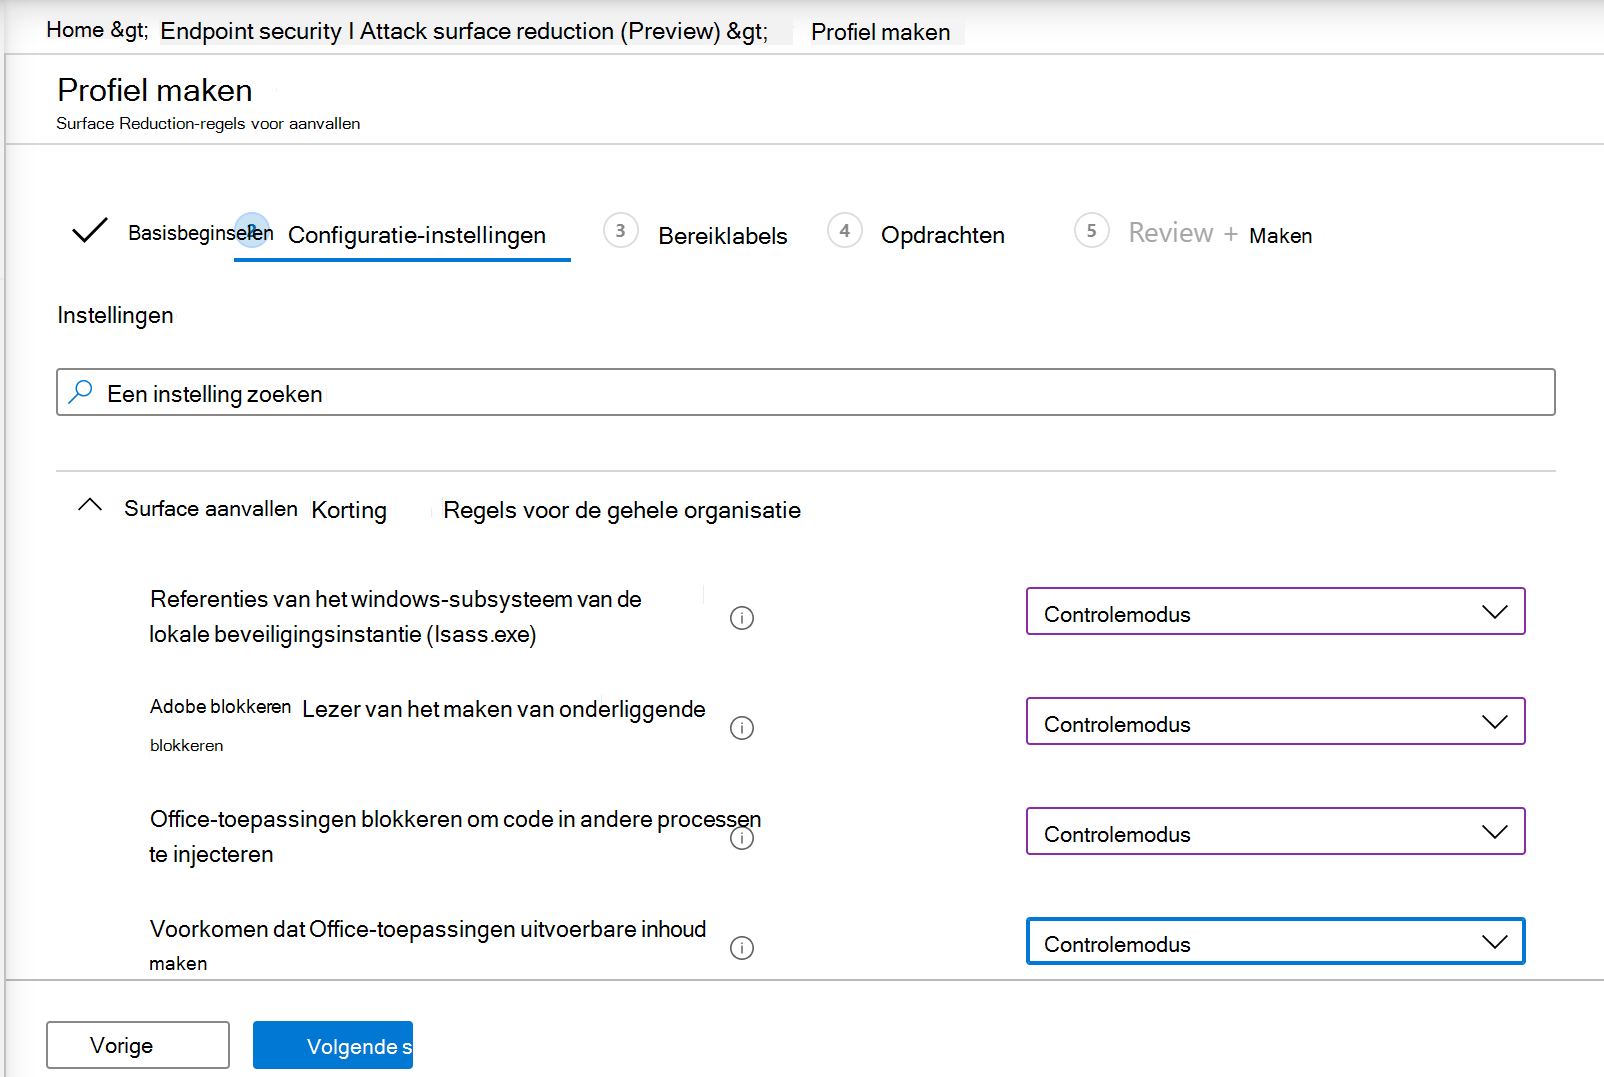 Home &gt; Endpoint security I Attack surface reduction (Preview) &gt; Profiel maken
Profiel maken
Surface Reduction-regels voor aanvallen
Basisbeginselen 2 Configuratie-instellingen 3 Bereiklabels 4 Opdrachten 5 Review + Maken
Instellingen
Een instelling zoeken
Surface aanvallen Korting Regels voor de gehele organisatie
Referenties van het windows-subsysteem van de
lokale beveiligingsinstantie (lsass.exe)
Controlemodus
Adobe blokkeren Lezer van het maken van onderliggende
blokkeren
Controlemodus
Office-toepassingen blokkeren om code in andere processen
te injecteren
Controlemodus
Voorkomen dat Office-toepassingen uitvoerbare inhoud
maken
Controlemodus
Vorige Volgende s